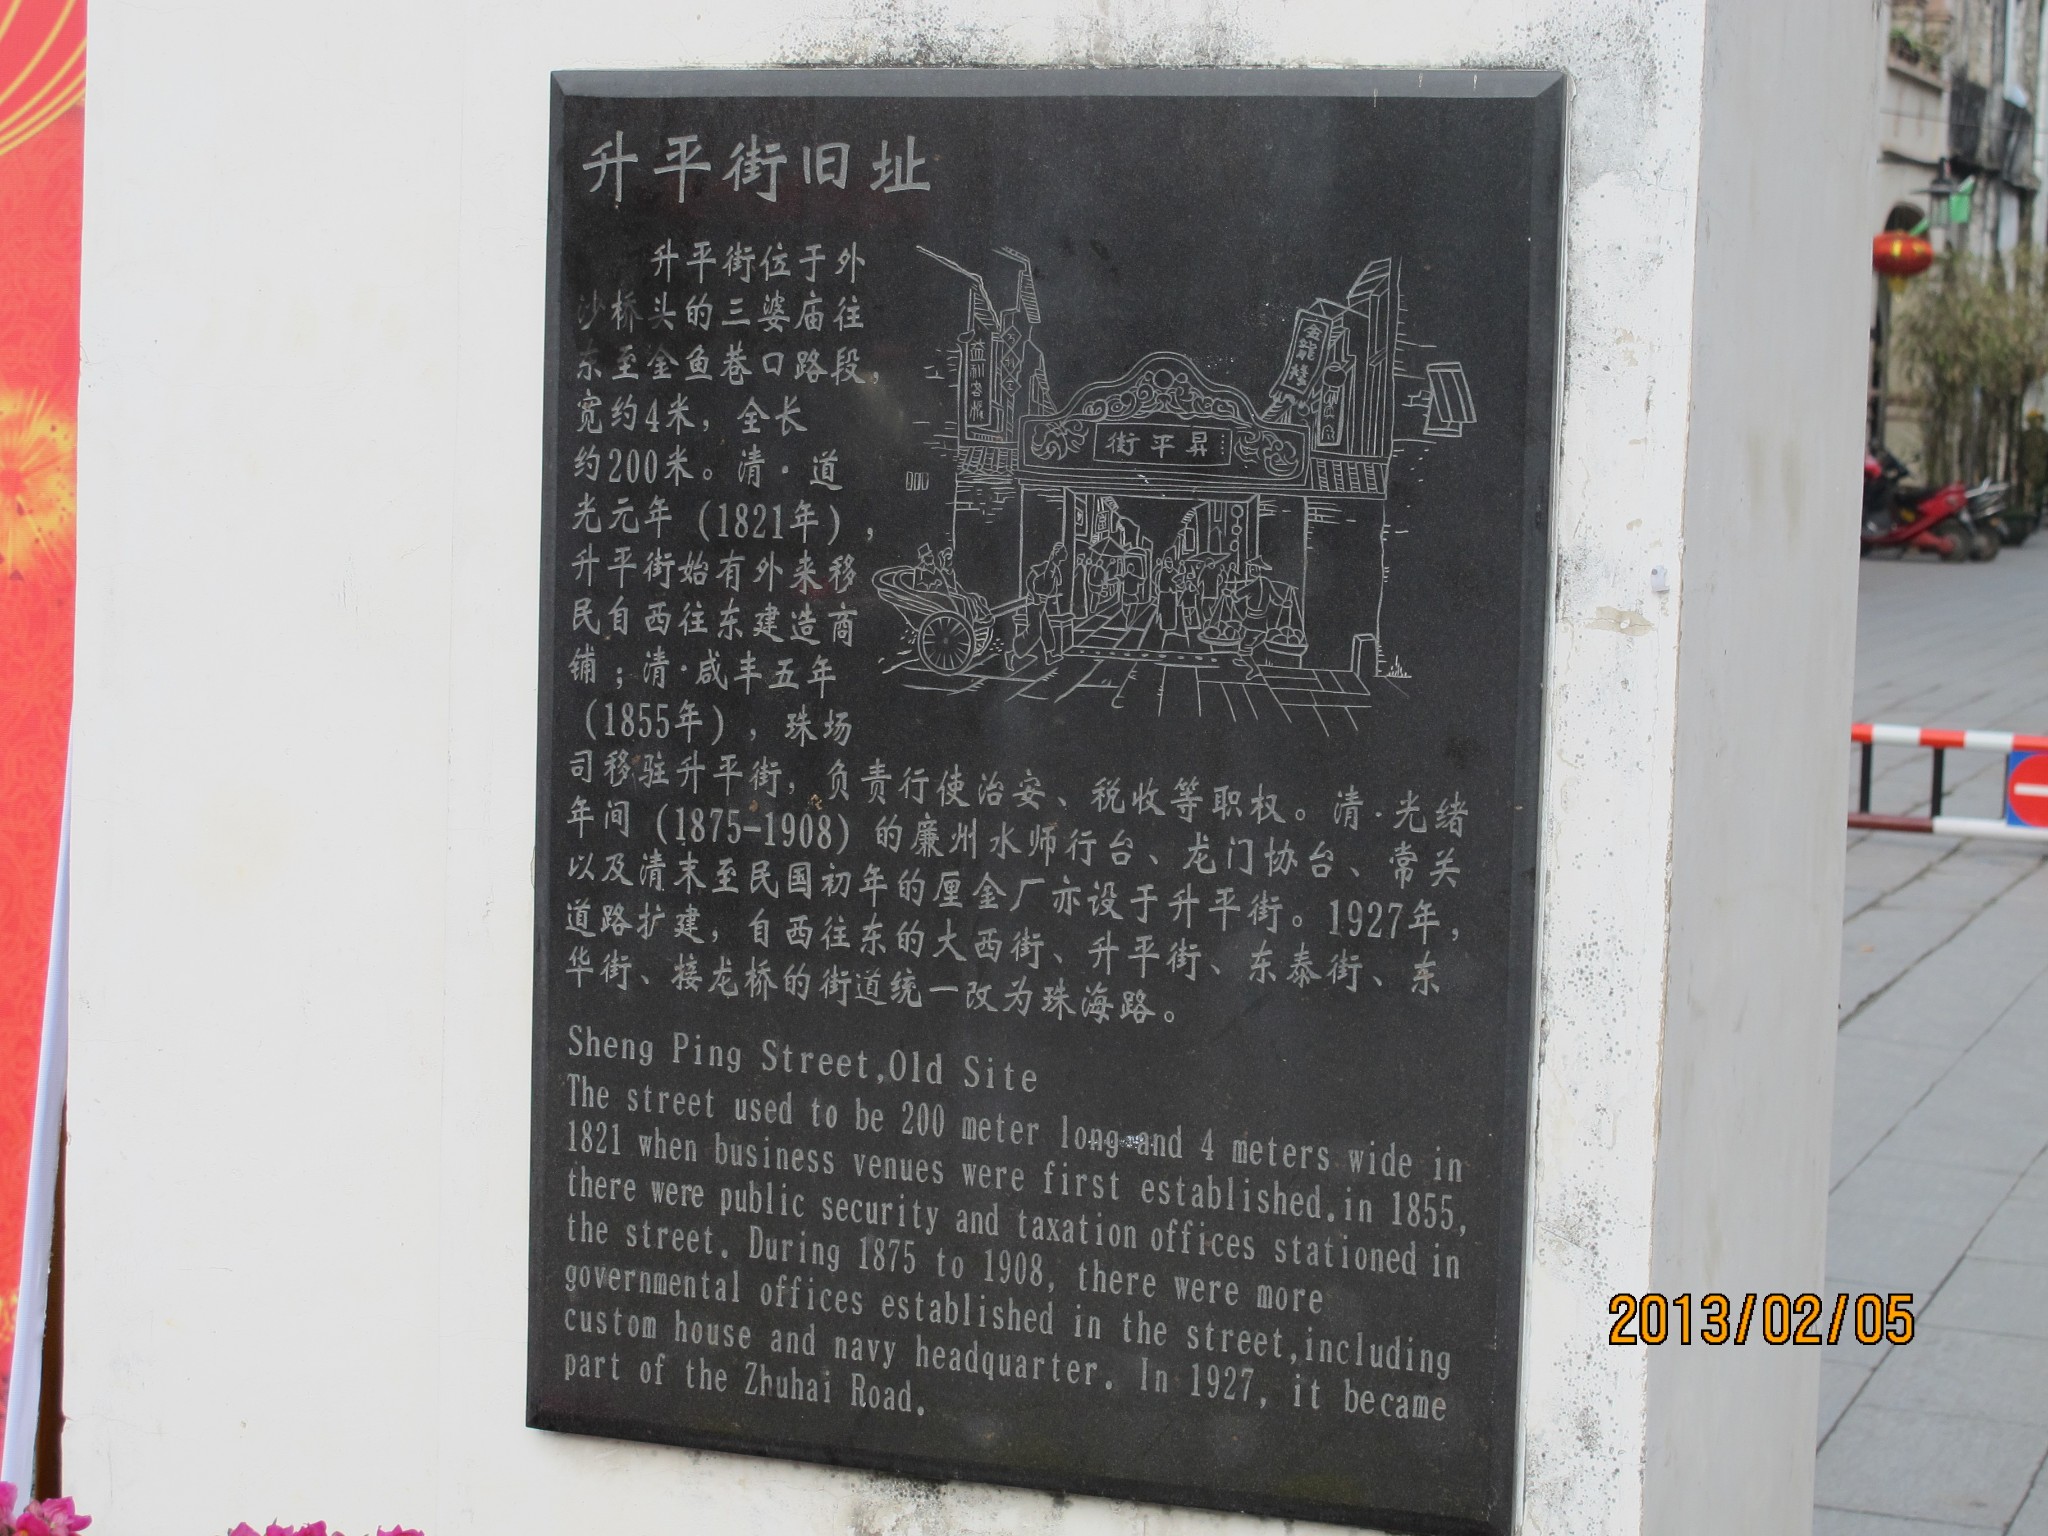 升平街旧址
升平街位于外
沙桥头的三婆庙往
东至金鱼巷口路段，
宽约4米，全长
约200米。清·道
光元年（1821年），
升平街始有外来移
民自西往东建造商
铺；清·咸丰五年
（1855年），珠场
司移驻升平街，负责行使治安、税收等职权。清·光绪
年间（1875-1908）的廉州水师行台、龙门协台、常关
以及清末至民国初年的厘金厂亦设于升平街。1927年，
道路扩建，自西往东的大西街、升平街、东泰街、东
华街、接龙桥的街道统一改为珠海路。
金龍樓
益利客棧
街平昇
Sheng Ping Street,Old Site
The street used to be 200 meter long and 4 meters wide in
1821 when business venues were first established.in 1855,
there were public security and taxation offices stationed in
the street. During 1875 to 1908, there were more
governmental offices established in the street,including
custom house and navy headquarter. In 1927, it became
part of the Zhuhai Road.
2013/02/05